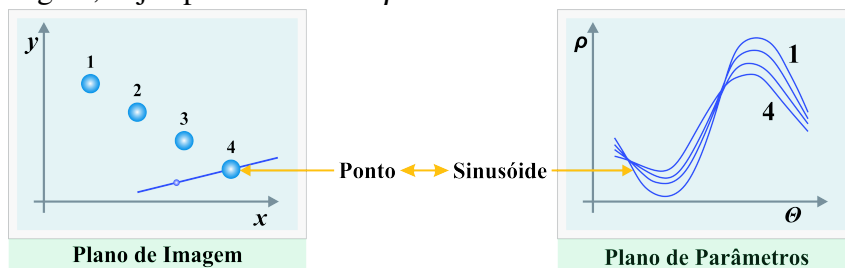 y
1
2
3
4
x
Plano de Imagem
Ponto
Sinusóide
ρ
1
4
Θ
Plano de Parâmetros